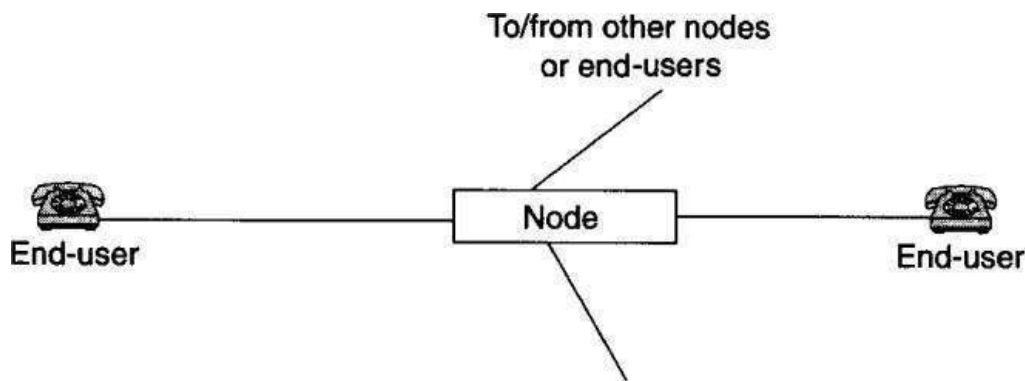 To/from other nodes
or end-users
Node
End-user
End-user